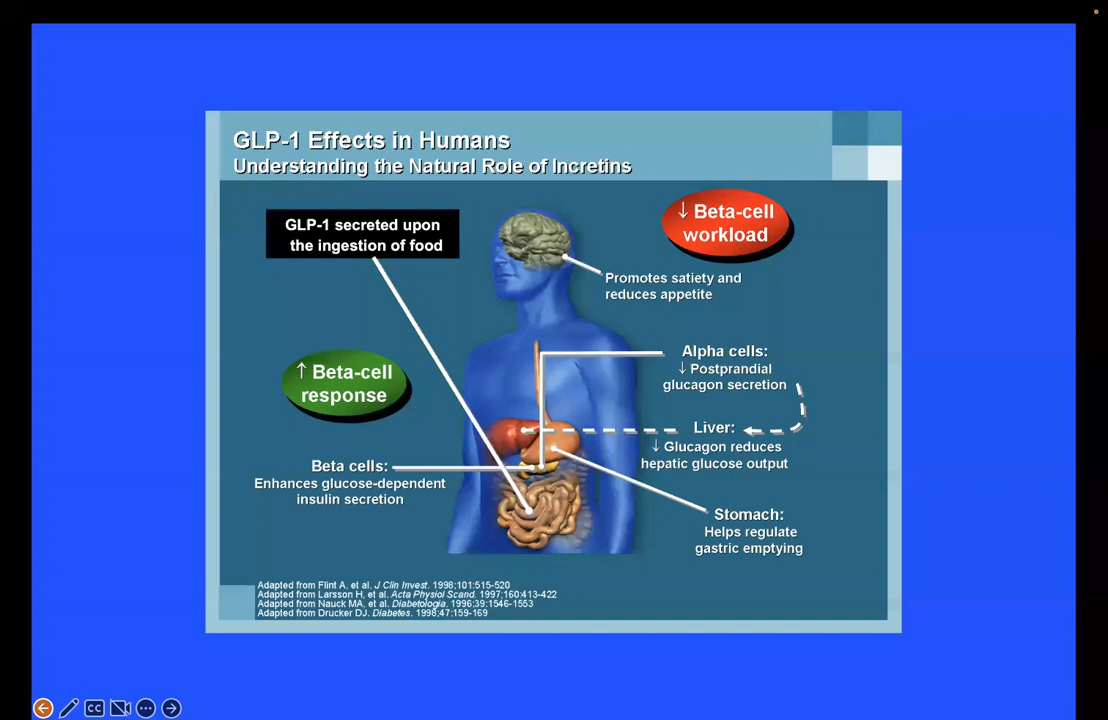 GLP-1 Effects in Humans
Understanding the Natural Role of Incretins
GLP-1 secreted upon
the ingestion of food
↓ Beta-cell
workload
Promotes satiety and
reduces appetite
↑ Beta-cell
response
Alpha cells:
↓ Postprandial
glucagon secretion
Liver:
↓ Glucagon reduces
hepatic glucose output
Beta cells:
Enhances glucose-dependent
insulin secretion
Stomach:
Helps regulate
gastric emptying
Adapted from Flint A, et al. J Clin Invest. 1998;101:515-520
Adapted from Larsson H, et al. Acta Physiol Scand. 1997;160:413-422
Adapted from Nauck MA, et al. Diabetologia. 1996;39:1546-1553
Adapted from Drucker DJ. Diabetes. 1998;47:159-169
CC